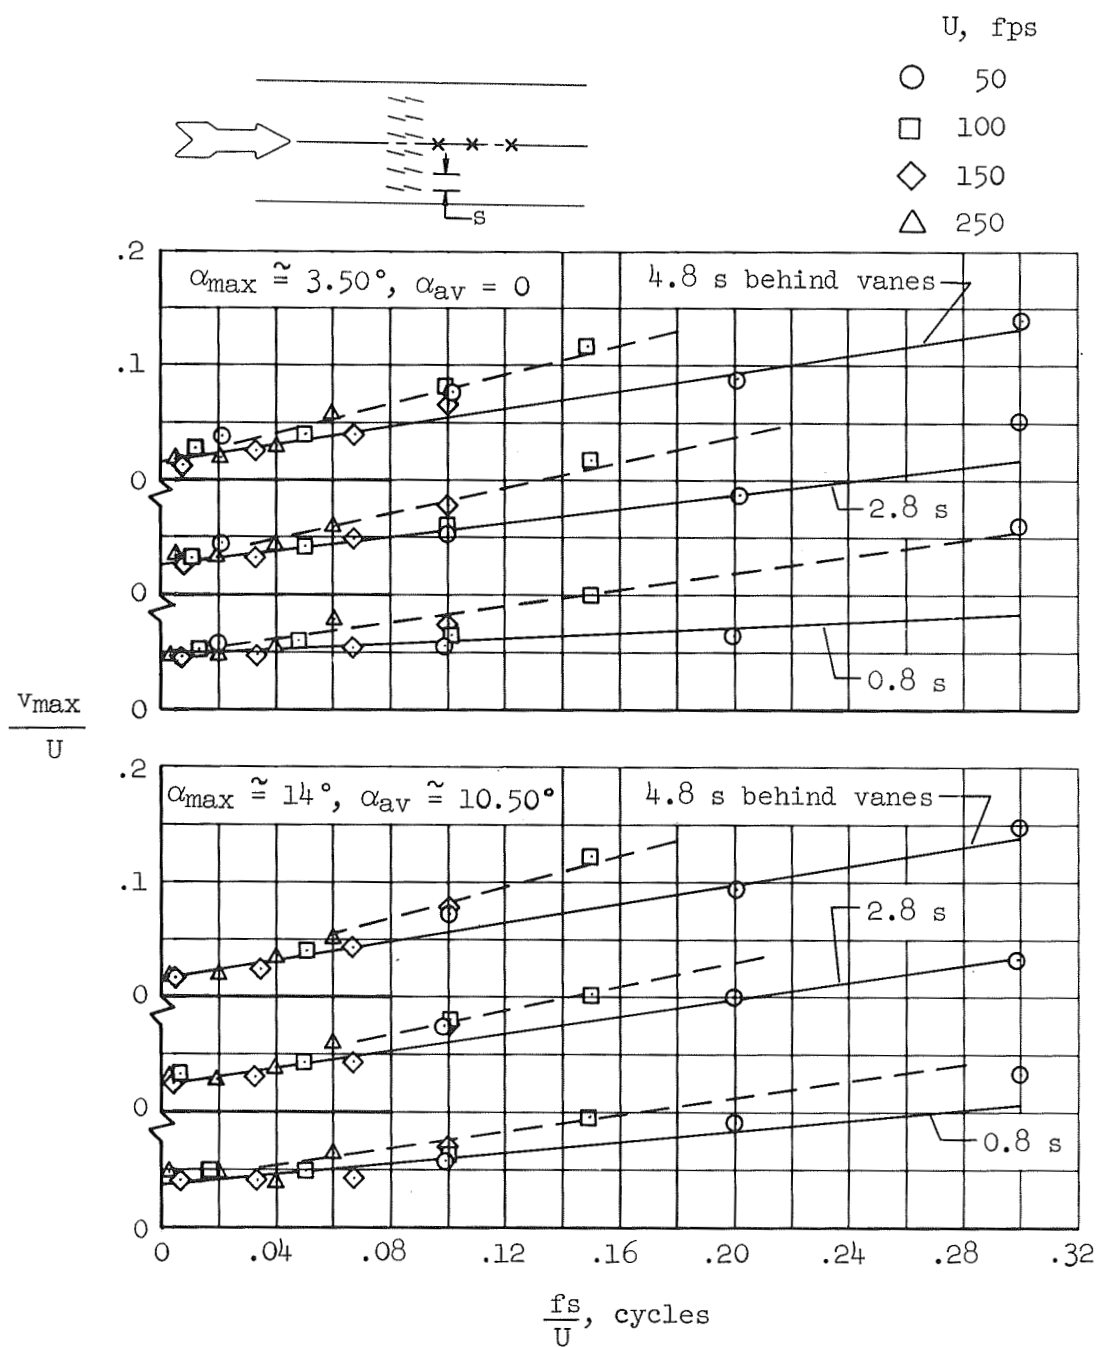 U, fps
50
100
150
250
s
.2
αmax ≅ 3.50°, αav = 0
4.8 s behind vanes
.1
0
2.8 s
0
0.8 s
0
vmax
U
.2
αmax ≅ 14°, αav ≅ 10.50°
4.8 s behind vanes
.1
2.8 s
0
0
0.8 s
0
0 .04 .08 .12 .16 .20 .24 .28 .32
fs
U , cycles